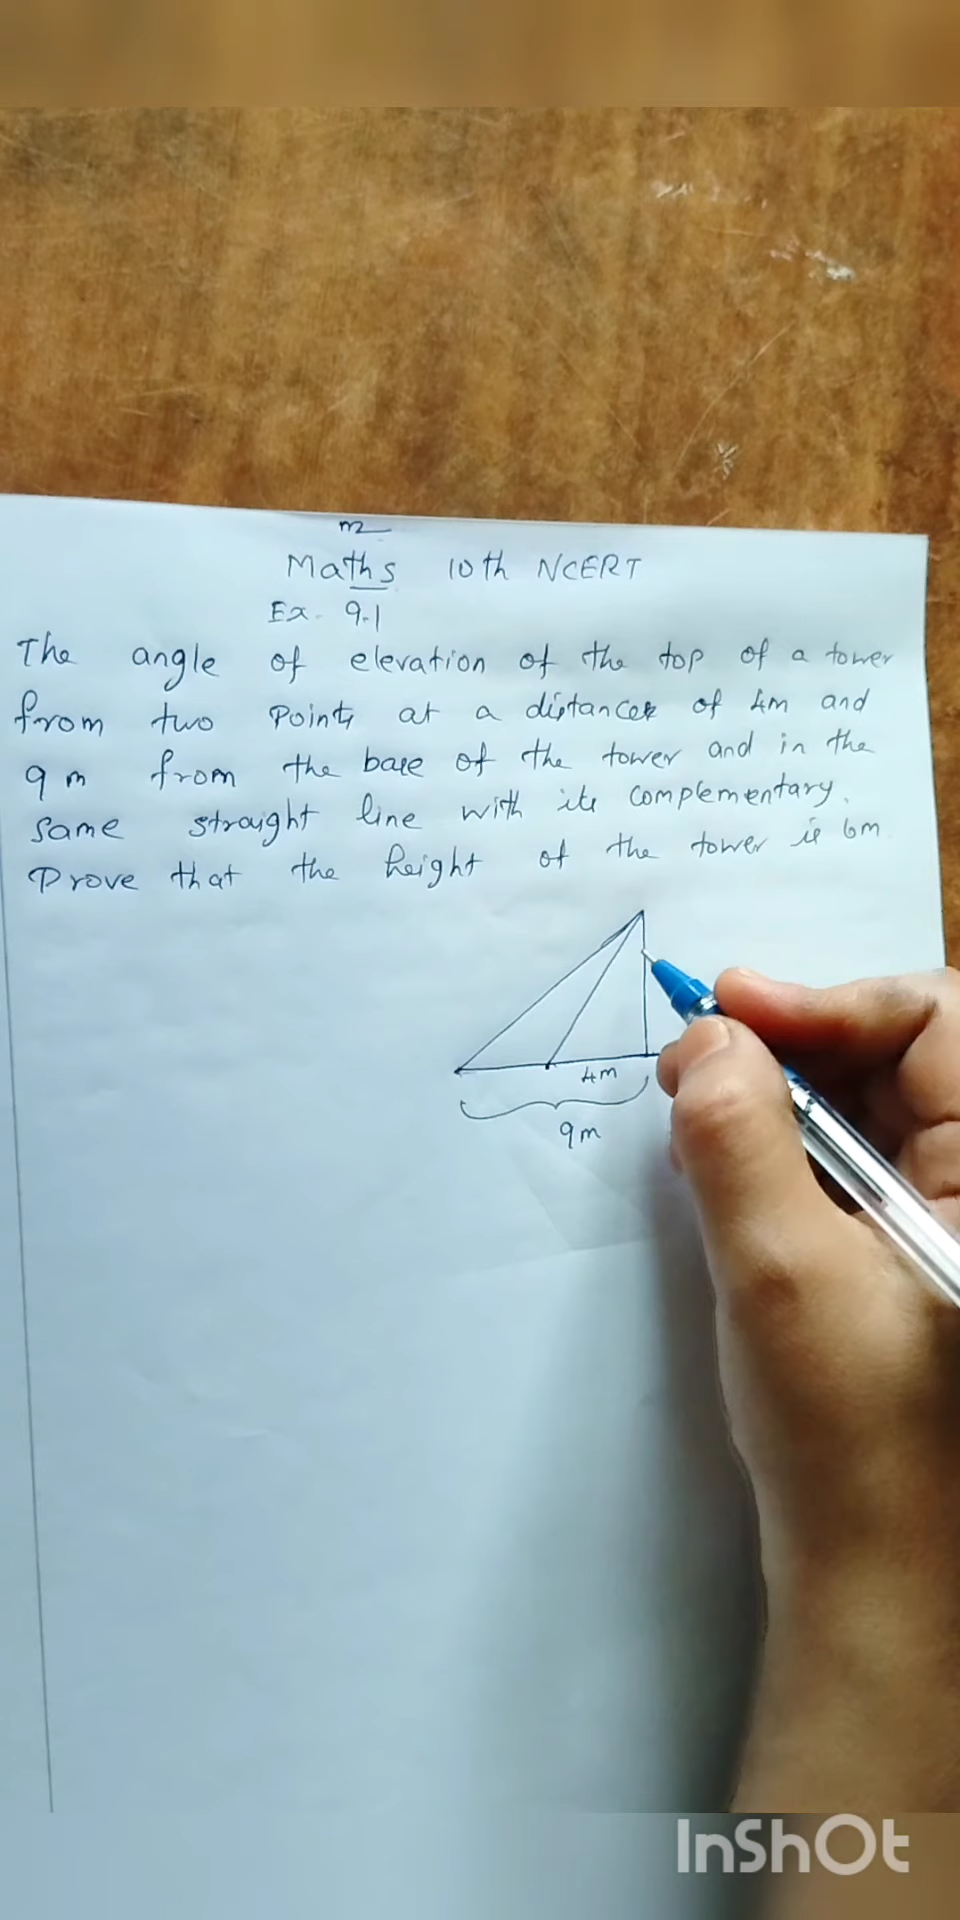 m
Maths 10th NCERT
Ex. 9.1
The angle of elevation of the top of a tower
from two Points at a distances of 4m and
9 m from the base of the tower and in the
same straight line with its complementary.
Prove that the height of the tower is 6m
4m
9m
InShOt